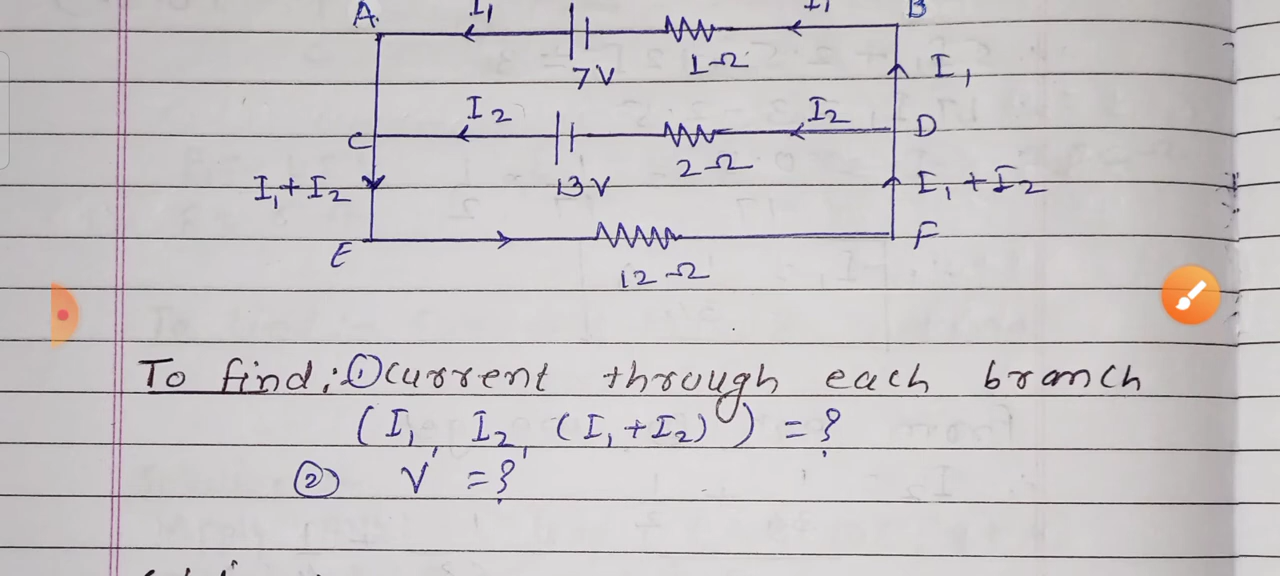 A. I₁ I₁ B
7V 1Ω I₁
I₂ I₂
C D
13V 2Ω
I₁+I₂ I₁+I₂
E F
12Ω
To find: ① Current through each branch
(I₁, I₂, (I₁+I₂)) = ?
② V = ?